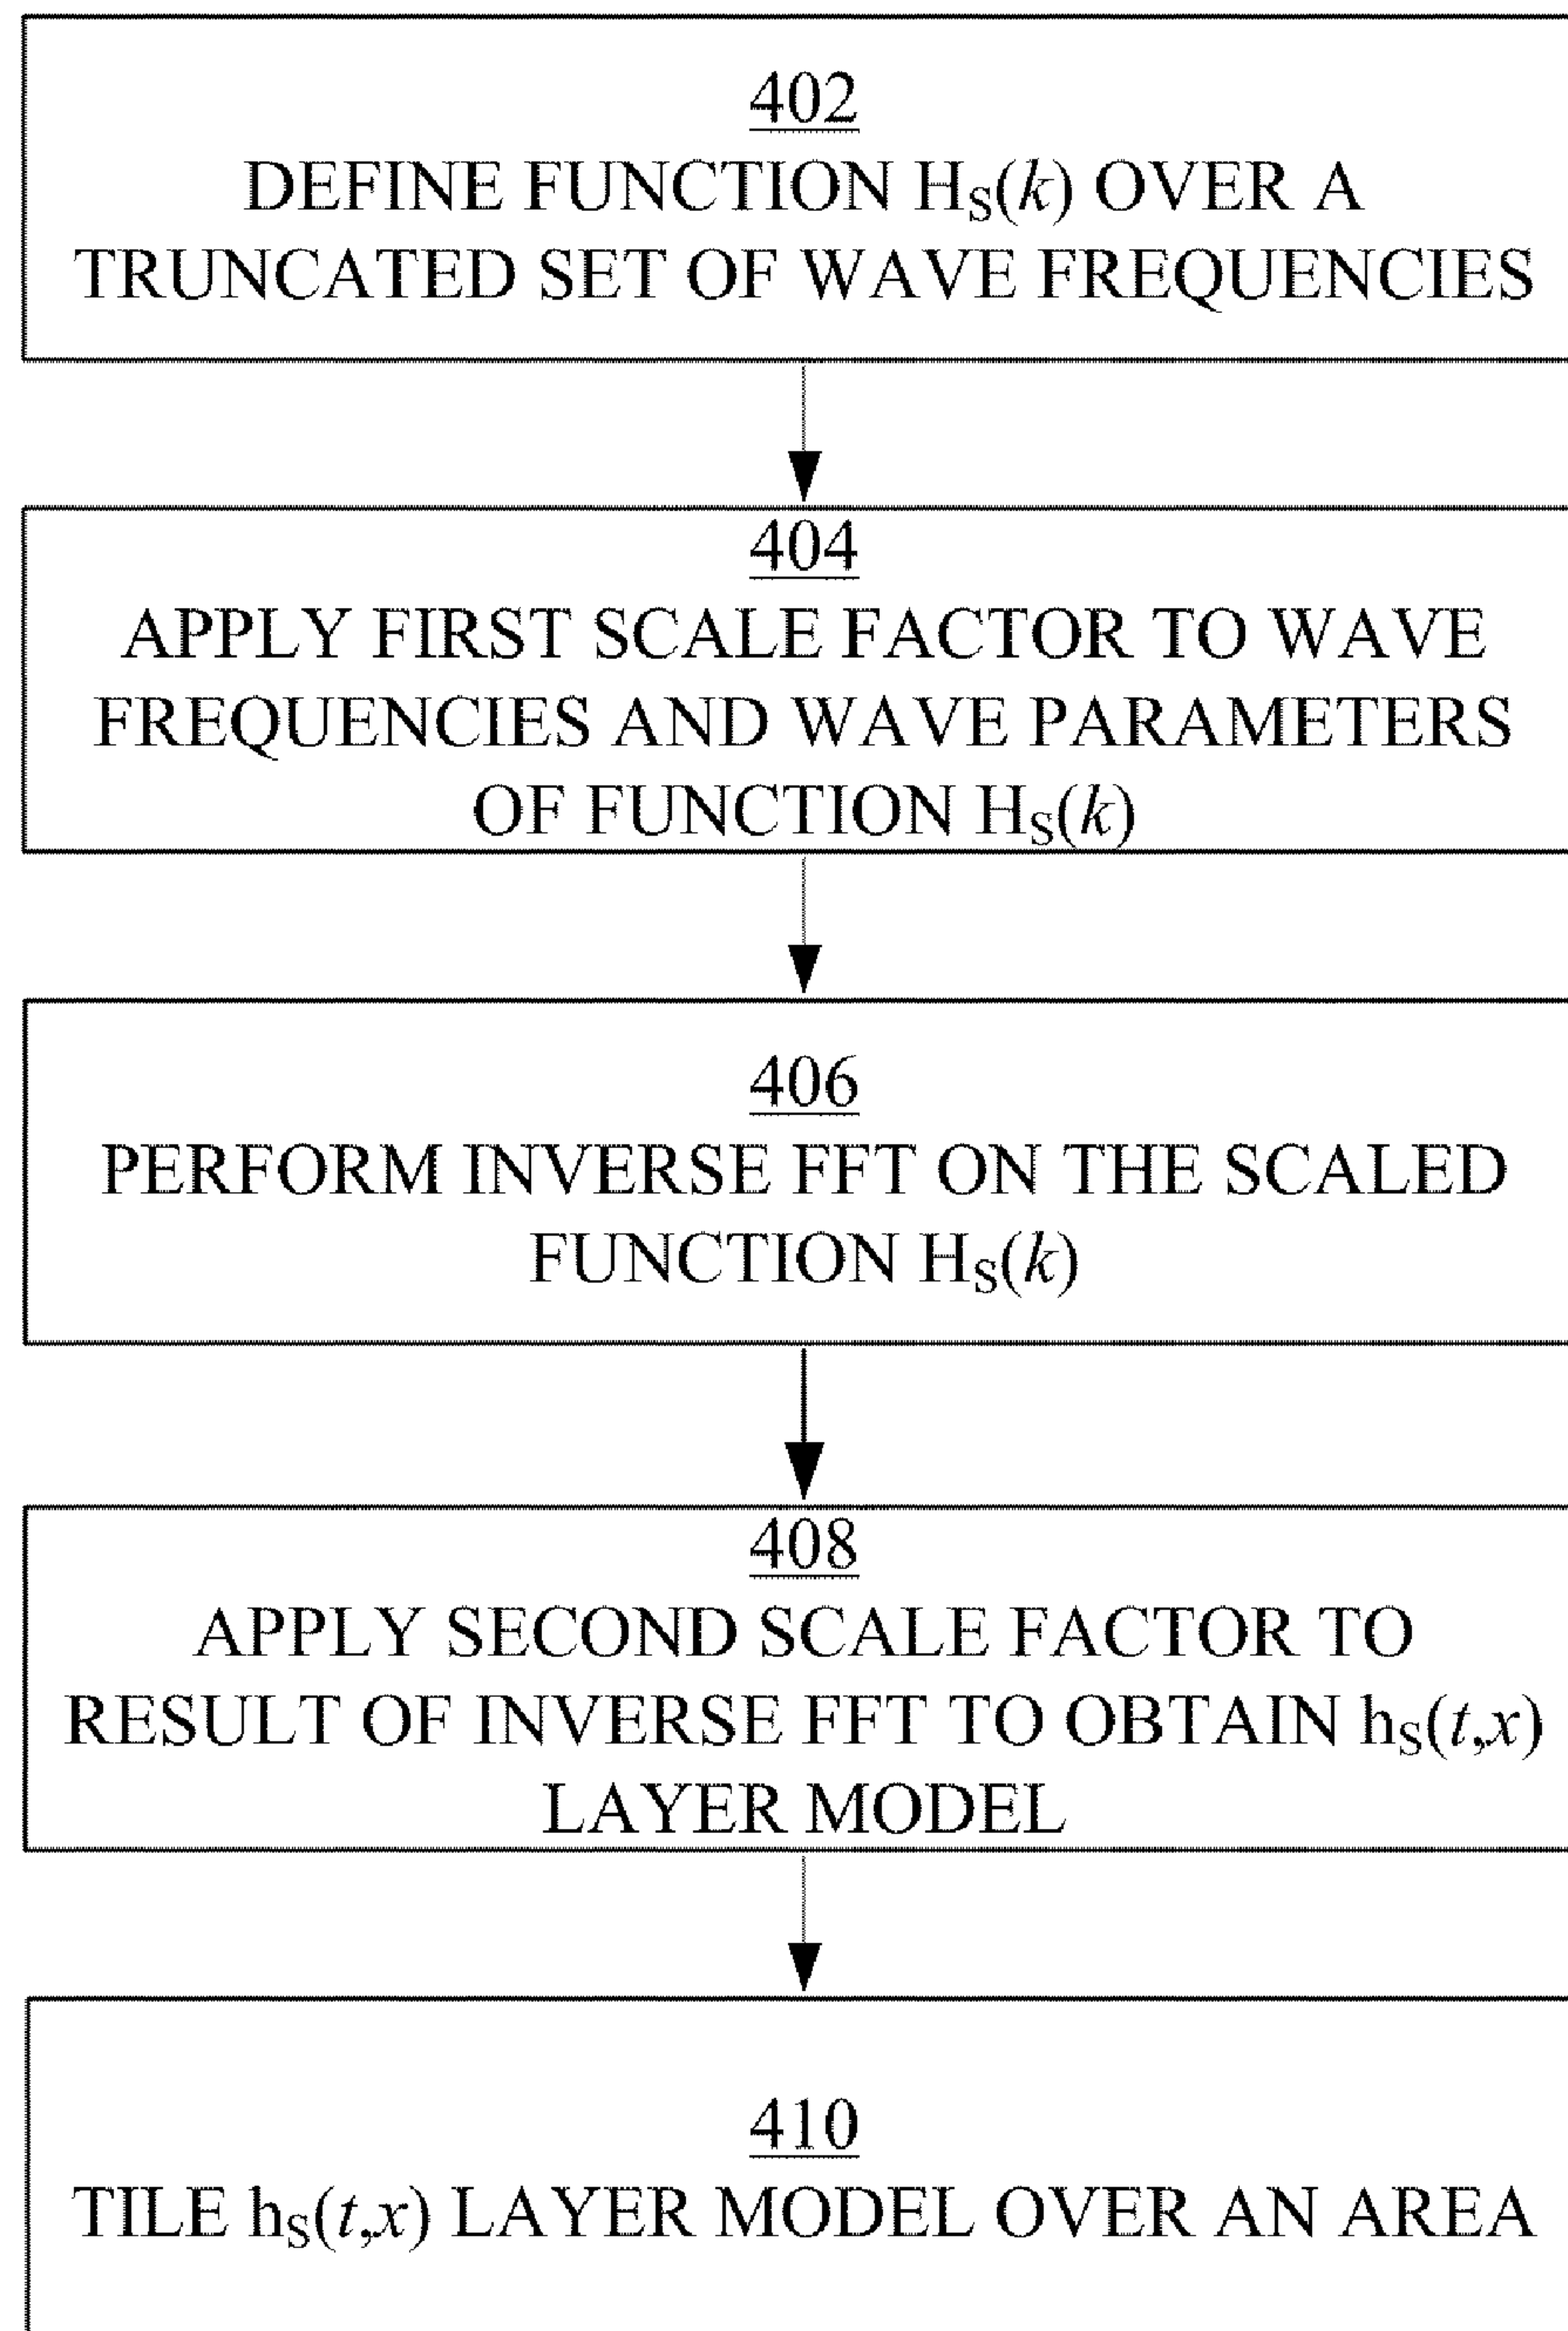 402
DEFINE FUNCTION HS(k) OVER A
TRUNCATED SET OF WAVE FREQUENCIES
404
APPLY FIRST SCALE FACTOR TO WAVE
FREQUENCIES AND WAVE PARAMETERS
OF FUNCTION HS(k)
406
PERFORM INVERSE FFT ON THE SCALED
FUNCTION HS(k)
408
APPLY SECOND SCALE FACTOR TO
RESULT OF INVERSE FFT TO OBTAIN hS(t,x)
LAYER MODEL
410
TILE hS(t,x) LAYER MODEL OVER AN AREA